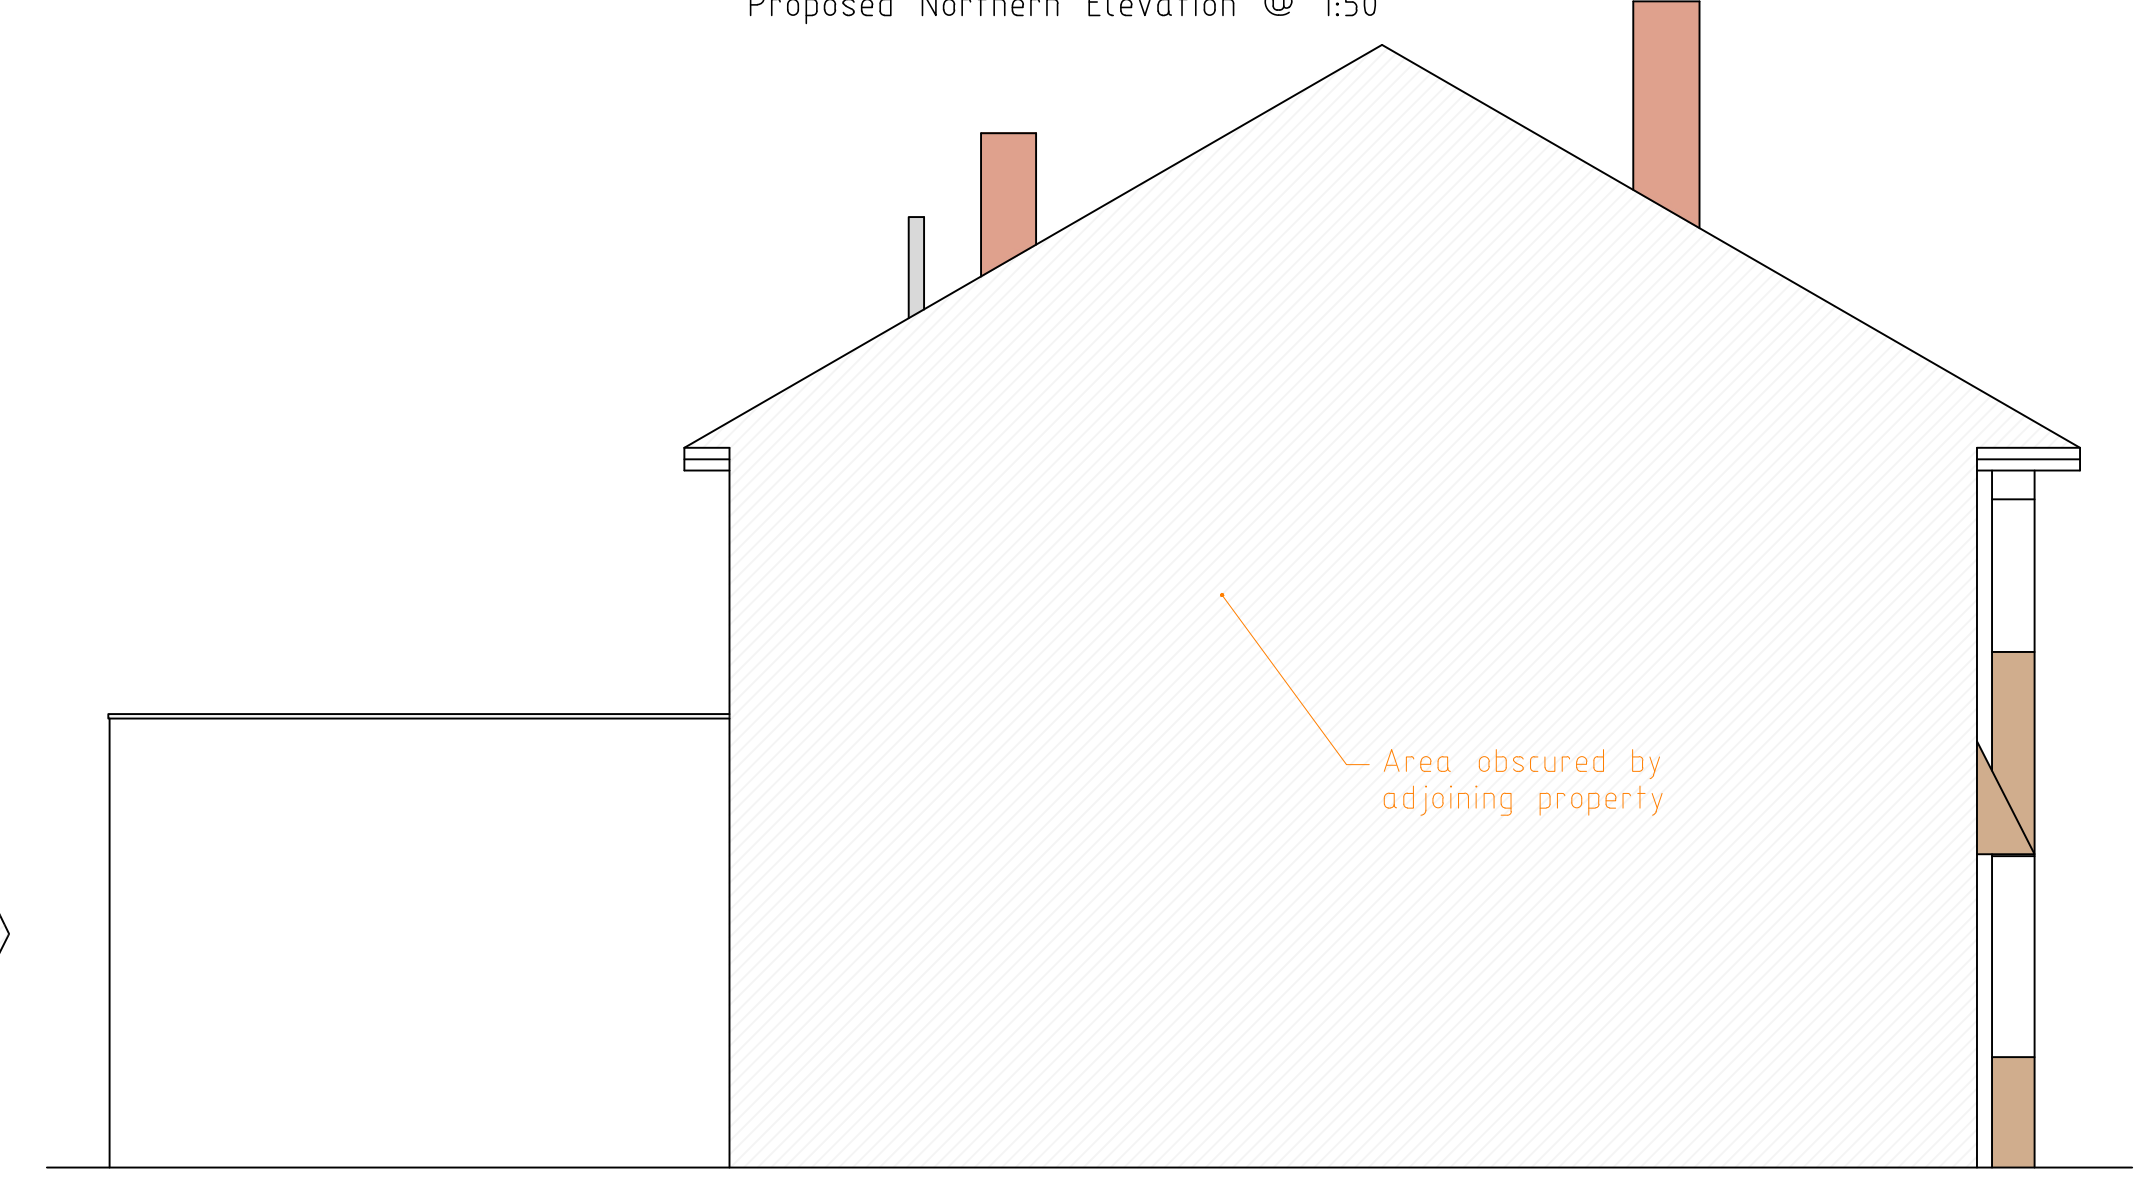 Proposed Northern Elevation @ 1:50
Area obscured by
adjoining property